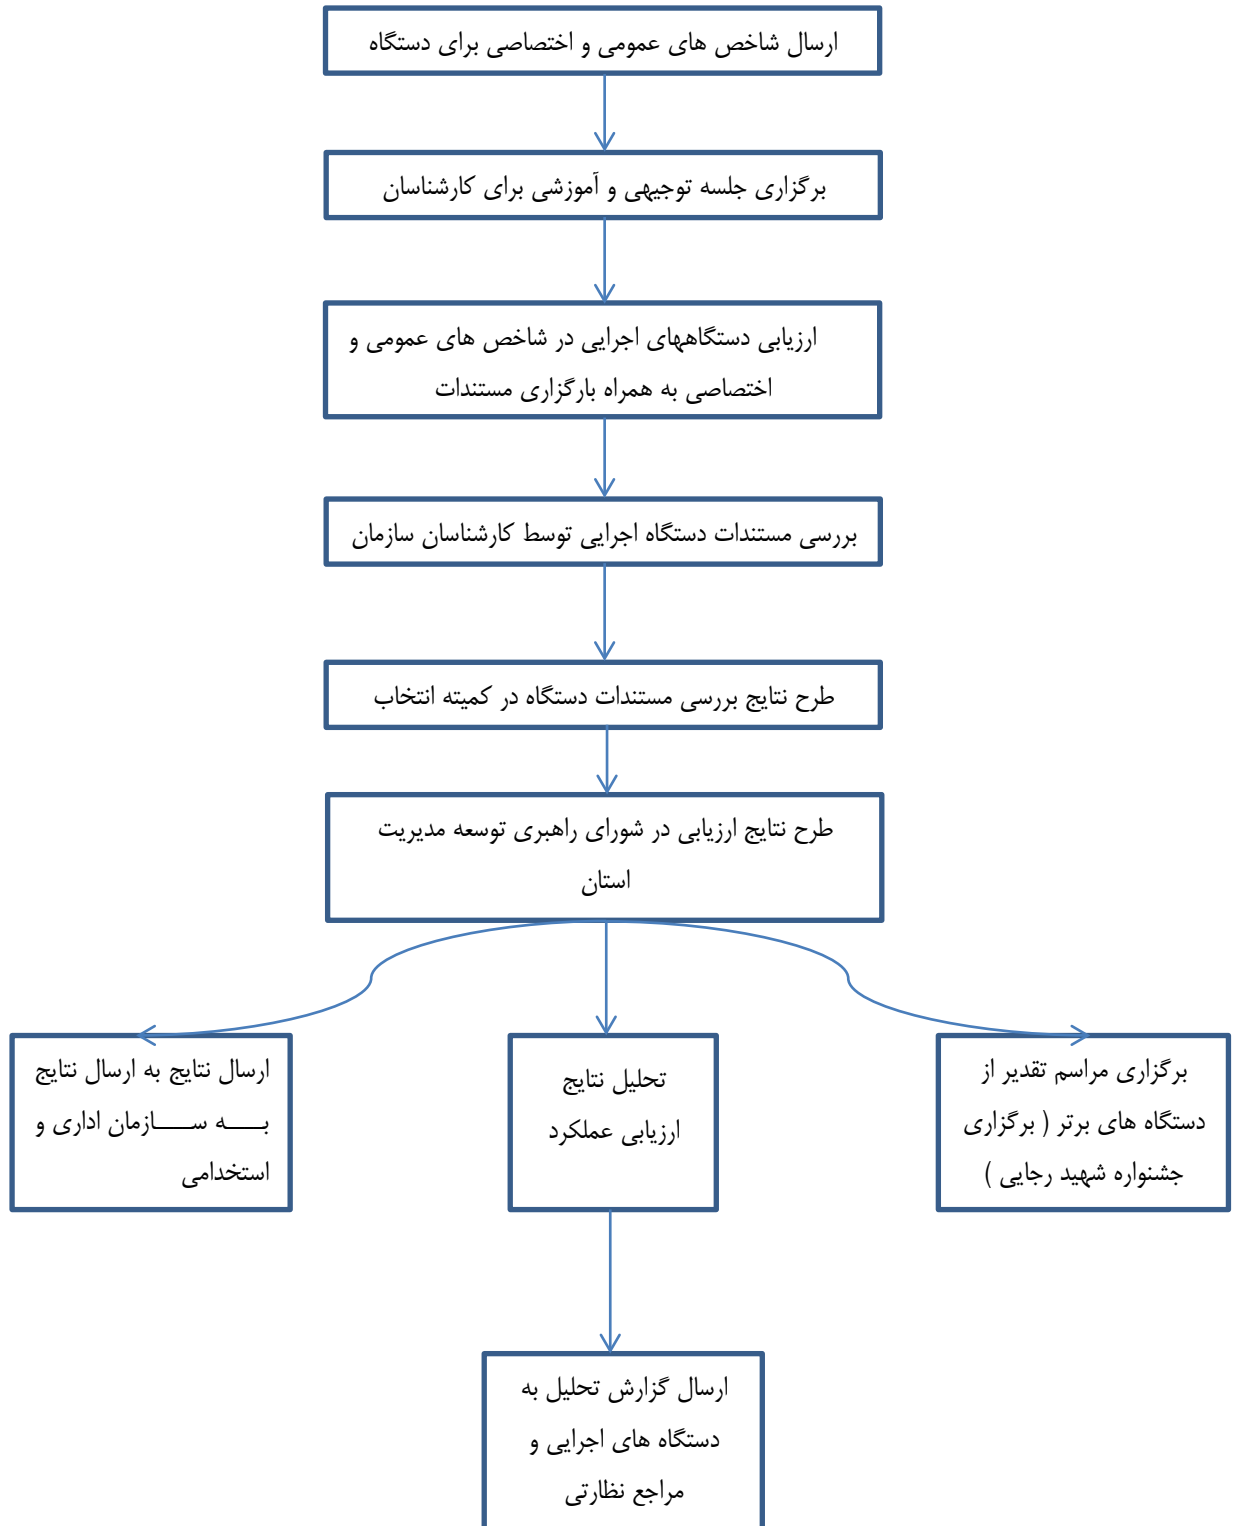 ارسال شاخص های عمومی و اختصاصی برای دستگاه
برگزاری جلسه توجیهی و آموزشی برای کارشناسان
ارزیابی دستگاههای اجرایی در شاخص های عمومی و
اختصاصی به همراه بارگزاری مستندات
بررسی مستندات دستگاه اجرایی توسط کارشناسان سازمان
طرح نتایج بررسی مستندات دستگاه در کمیته انتخاب
طرح نتایج ارزیابی در شورای راهبری توسعه مدیریت
استان
برگزاری مراسم تقدیر از
دستگاه های برتر ( برگزاری
جشنواره شهید رجایی )
تحلیل نتایج
ارزیابی عملکرد
ارسال نتایج به ارسال نتایج
بـــه ســـازمان اداری و
استخدامی
ارسال گزارش تحلیل به
دستگاه های اجرایی و
مراجع نظارتی